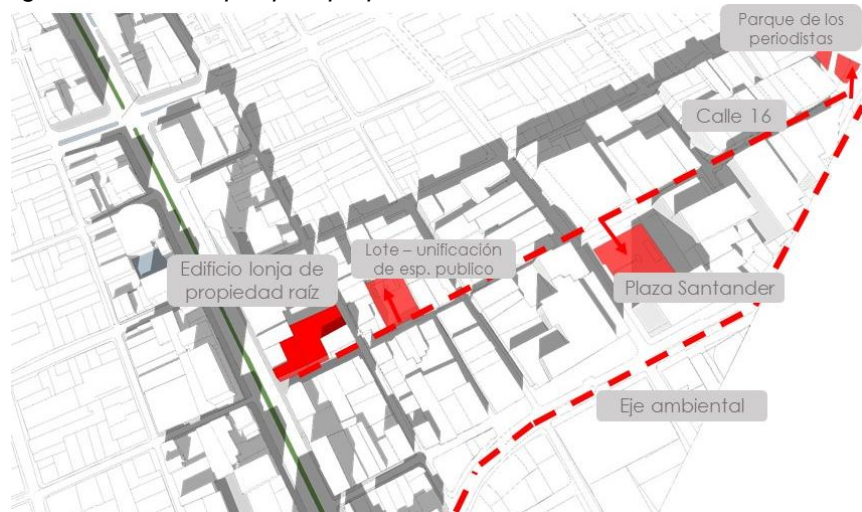 Parque de los
periodistas
Calle 16
Lote – unificación
de esp. publico
Edificio lonja de
propiedad raíz
Plaza Santander
Eje ambiental